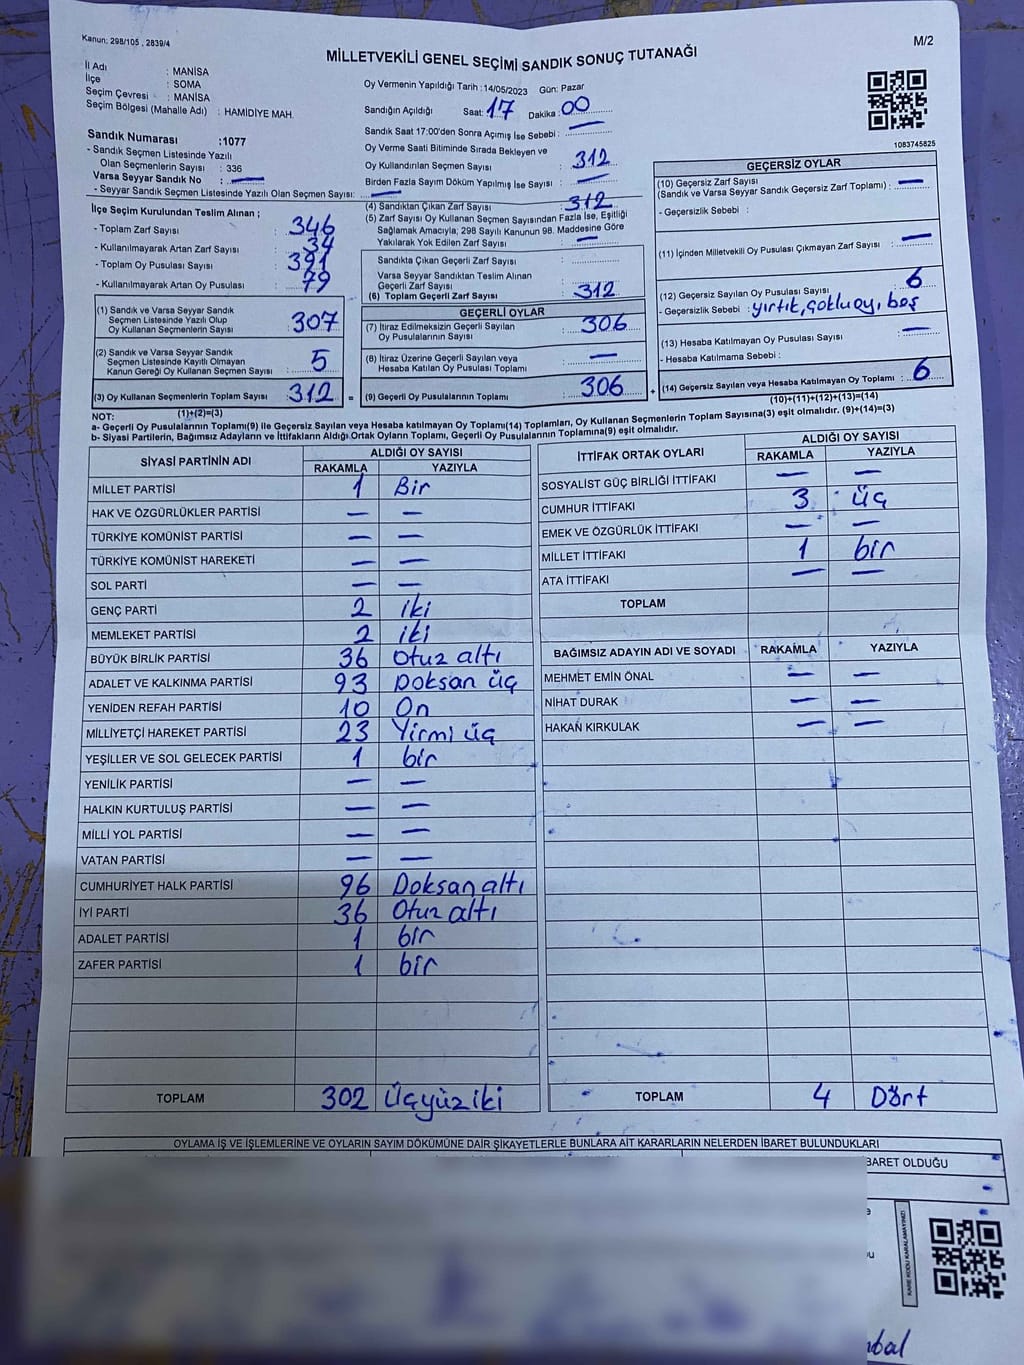 Kanun: 298/105 , 2839/4
M/2
MİLLETVEKİLİ GENEL SEÇİMİ SANDIK SONUÇ TUTANAĞI
İl Adı : MANİSA
İlçe : SOMA
Seçim Çevresi : MANİSA
Seçim Bölgesi (Mahalle Adı) : HAMİDİYE MAH.
Sandık Numarası :1077
- Sandık Seçmen Listesinde Yazılı
Olan Seçmenlerin Sayısı : 336
Varsa Seyyar Sandık No : —
- Seyyar Sandık Seçmen Listesinde Yazılı Olan Seçmen Sayısı: —
Oy Vermenin Yapıldığı Tarih :14/05/2023 Gün: Pazar
Sandığın Açıldığı Saat: 17 Dakika: 00
Sandık Saat 17:00'den Sonra Açımış İse Sebebi : —
Oy Verme Saati Bitiminde Sırada Bekleyen ve
Oy Kullandırılan Seçmen Sayısı 312
Birden Fazla Sayım Döküm Yapılmış İse Sayısı : —
1083745825
İlçe Seçim Kurulundan Teslim Alınan ;
- Toplam Zarf Sayısı : 346
- Kullanılmayarak Artan Zarf Sayısı : 34
- Toplam Oy Pusulası Sayısı : 391
- Kullanılmayarak Artan Oy Pusulası : 79
(1) Sandık ve Varsa Seyyar Sandık
Seçmen Listesinde Yazılı Olup
Oy Kullanan Seçmenlerin Sayısı : 307
(2) Sandık ve Varsa Seyyar Sandık
Seçmen Listesinde Kayıtlı Olmayan
Kanun Gereği Oy Kullanan Seçmen Sayısı : 5
(3) Oy Kullanan Seçmenlerin Toplam Sayısı : 312 =
(1)+(2)=(3)
(4) Sandıktan Çıkan Zarf Sayısı : 312
(5) Zarf Sayısı Oy Kullanan Seçmen Sayısından Fazla İse, Eşitliği
Sağlamak Amacıyla; 298 Sayılı Kanunun 98. Maddesine Göre
Yakılarak Yok Edilen Zarf Sayısı : —
Sandıkta Çıkan Geçerli Zarf Sayısı :
Varsa Seyyar Sandıktan Teslim Alınan
Geçerli Zarf Sayısı :
(6) Toplam Geçerli Zarf Sayısı : 312
GEÇERLİ OYLAR
(7) İtiraz Edilmeksizin Geçerli Sayılan
Oy Pusulalarının Sayısı : 306
(8) İtiraz Üzerine Geçerli Sayılan veya
Hesaba Katılan Oy Pusulası Toplamı : —
(9) Geçerli Oy Pusulalarının Toplamı : 306 +
GEÇERSİZ OYLAR
(10) Geçersiz Zarf Sayısı
(Sandık ve Varsa Seyyar Sandık Geçersiz Zarf Toplamı) : —
- Geçersizlik Sebebi :
(11) İçinden Milletvekili Oy Pusulası Çıkmayan Zarf Sayısı : —
(12) Geçersiz Sayılan Oy Pusulası Sayısı : 6
- Geçersizlik Sebebi : yırtık, çokluoy, boş
(13) Hesaba Katılmayan Oy Pusulası Sayısı : —
- Hesaba Katılmama Sebebi :
(14) Geçersiz Sayılan veya Hesaba Katılmayan Oy Toplamı : 6
(10)+(11)+(12)+(13)=(14)
NOT:
a- Geçerli Oy Pusulalarının Toplamı(9) ile Geçersiz Sayılan veya Hesaba katılmayan Oy Toplamı(14) Toplamları, Oy Kullanan Seçmenlerin Toplam Sayısına(3) eşit olmalıdır. (9)+(14)=(3)
b- Siyasi Partilerin, Bağımsız Adayların ve İttifakların Aldığı Ortak Oyların Toplamı, Geçerli Oy Pusulalarının Toplamına(9) eşit olmalıdır.
SİYASİ PARTİNİN ADI ALDIĞI OY SAYISI
RAKAMLA YAZIYLA
MİLLET PARTİSİ 1 Bir
HAK VE ÖZGÜRLÜKLER PARTİSİ — —
TÜRKİYE KOMÜNİST PARTİSİ — —
TÜRKİYE KOMÜNİST HAREKETİ — —
SOL PARTİ — —
GENÇ PARTİ 2 iki
MEMLEKET PARTİSİ 2 iki
BÜYÜK BİRLİK PARTİSİ 36 Otuz altı
ADALET VE KALKINMA PARTİSİ 93 Doksan üç
YENİDEN REFAH PARTİSİ 10 On
MİLLİYETÇİ HAREKET PARTİSİ 23 Yirmi üç
YEŞİLLER VE SOL GELECEK PARTİSİ 1 bir
YENİLİK PARTİSİ — —
HALKIN KURTULUŞ PARTİSİ — —
MİLLİ YOL PARTİSİ — —
VATAN PARTİSİ — —
CUMHURİYET HALK PARTİSİ 96 Doksan altı
İYİ PARTİ 36 Otuz altı
ADALET PARTİSİ 1 bir
ZAFER PARTİSİ 1 bir
TOPLAM 302 Üçyüz iki
İTTİFAK ORTAK OYLARI ALDIĞI OY SAYISI
RAKAMLA YAZIYLA
SOSYALIST GÜÇ BİRLİĞİ İTTİFAKI — —
CUMHUR İTTİFAKI 3 üç
EMEK VE ÖZGÜRLÜK İTTİFAKI — —
MİLLET İTTİFAKI 1 bir
ATA İTTİFAKI — —
TOPLAM
BAĞIMSIZ ADAYIN ADI VE SOYADI RAKAMLA YAZIYLA
MEHMET EMİN ÖNAL — —
NİHAT DURAK — —
HAKAN KIRKULAK — —
TOPLAM 4 Dört
OYLAMA İŞ VE İŞLEMLERİNE VE OYLARIN SAYIM DÖKÜMÜNE DAİR ŞİKAYETLERLE BUNLARA AİT KARARLARIN NELERDEN İBARET BULUNDUKLARI
BARET OLDUĞU
KARE KODU KARALAMAYINIZ!